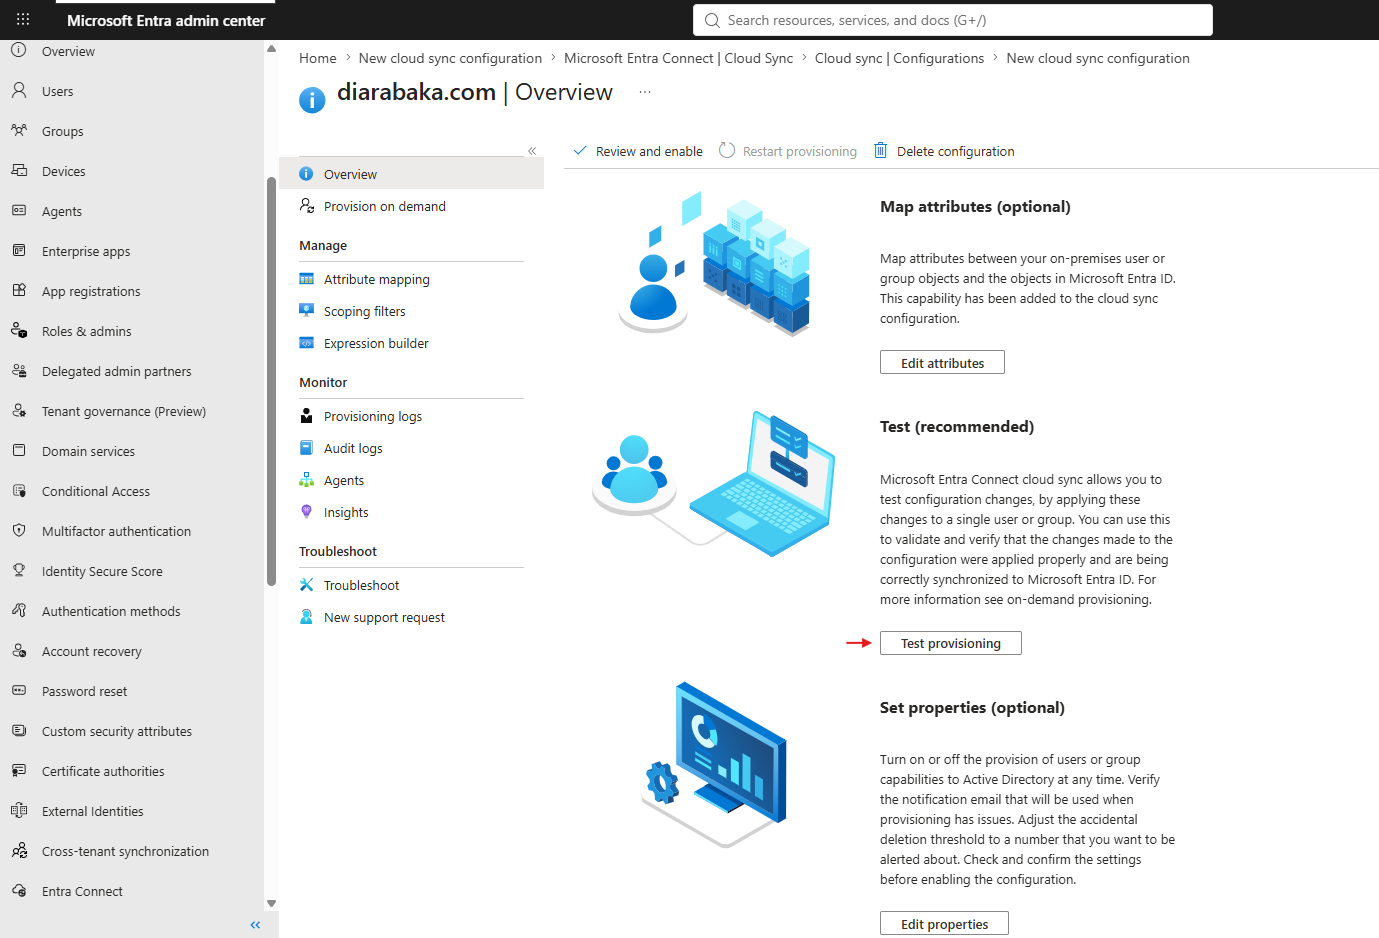 Microsoft Entra admin center
Search resources, services, and docs (G+/)
Overview
Users
Groups
Devices
Agents
Enterprise apps
App registrations
Roles & admins
Delegated admin partners
Tenant governance (Preview)
Domain services
Conditional Access
Multifactor authentication
Identity Secure Score
Authentication methods
Account recovery
Password reset
Custom security attributes
Certificate authorities
External Identities
Cross-tenant synchronization
Entra Connect
Home > New cloud sync configuration > Microsoft Entra Connect | Cloud Sync > Cloud sync | Configurations > New cloud sync configuration
diarabaka.com | Overview ...
Overview
Provision on demand
Manage
Attribute mapping
Scoping filters
Expression builder
Monitor
Provisioning logs
Audit logs
Agents
Insights
Troubleshoot
Troubleshoot
New support request
Review and enable Restart provisioning Delete configuration
Map attributes (optional)
Map attributes between your on-premises user or
group objects and the objects in Microsoft Entra ID.
This capability has been added to the cloud sync
configuration.
Edit attributes
Test (recommended)
Microsoft Entra Connect cloud sync allows you to
test configuration changes, by applying these
changes to a single user or group. You can use this
to validate and verify that the changes made to the
configuration were applied properly and are being
correctly synchronized to Microsoft Entra ID. For
more information see on-demand provisioning.
Test provisioning
Set properties (optional)
Turn on or off the provision of users or group
capabilities to Active Directory at any time. Verify
the notification email that will be used when
provisioning has issues. Adjust the accidental
deletion threshold to a number that you want to be
alerted about. Check and confirm the settings
before enabling the configuration.
Edit properties